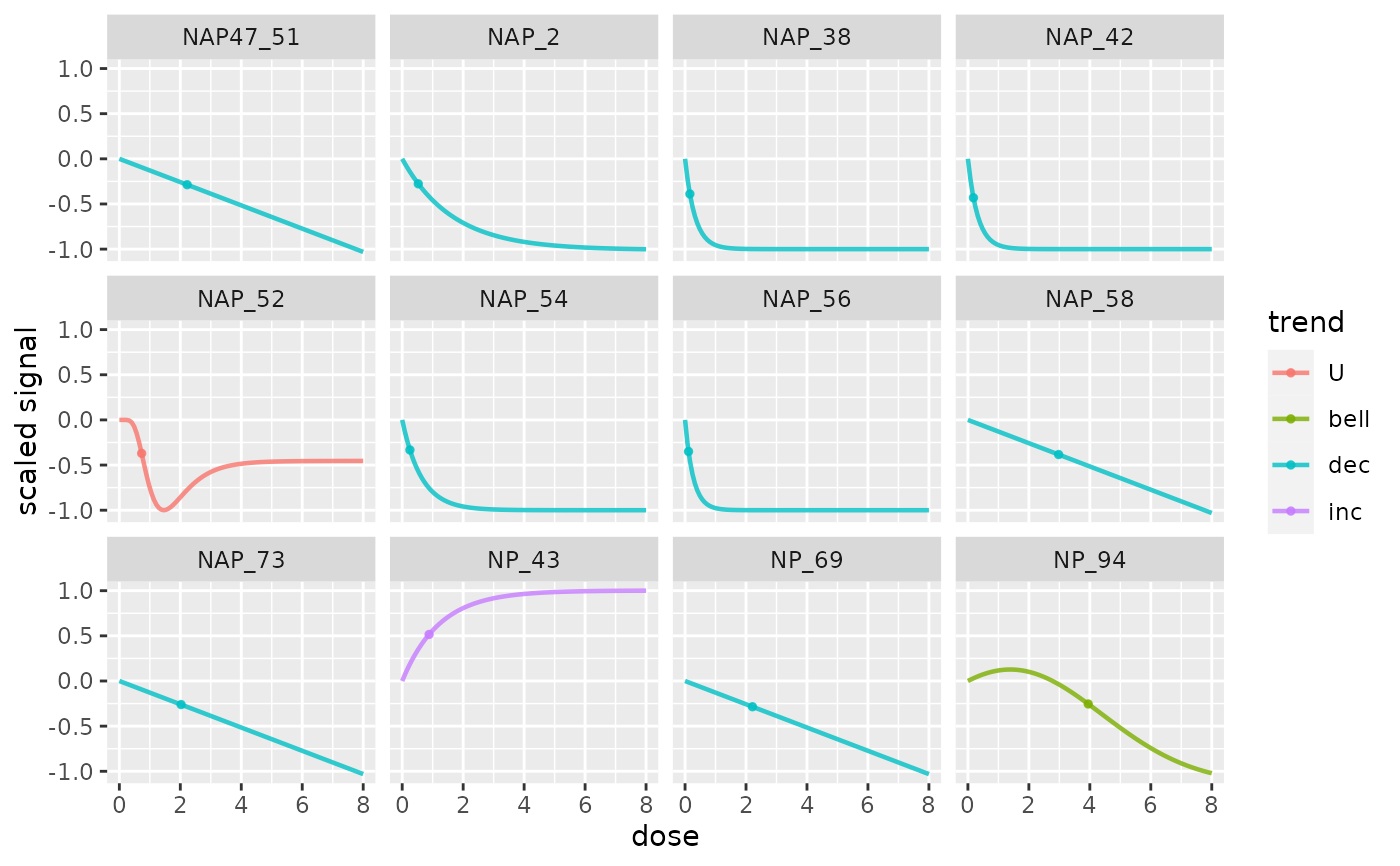 NAP47_51 NAP_2 NAP_38 NAP_42
1.0
0.5
0.0
-0.5
-1.0
NAP_52 NAP_54 NAP_56 NAP_58
1.0
0.5
0.0
-0.5
-1.0
NAP_73 NP_43 NP_69 NP_94
1.0
0.5
0.0
-0.5
-1.0
0 2 4 6 8 0 2 4 6 8 0 2 4 6 8 0 2 4 6 8
dose
scaled signal
trend
U
bell
dec
inc